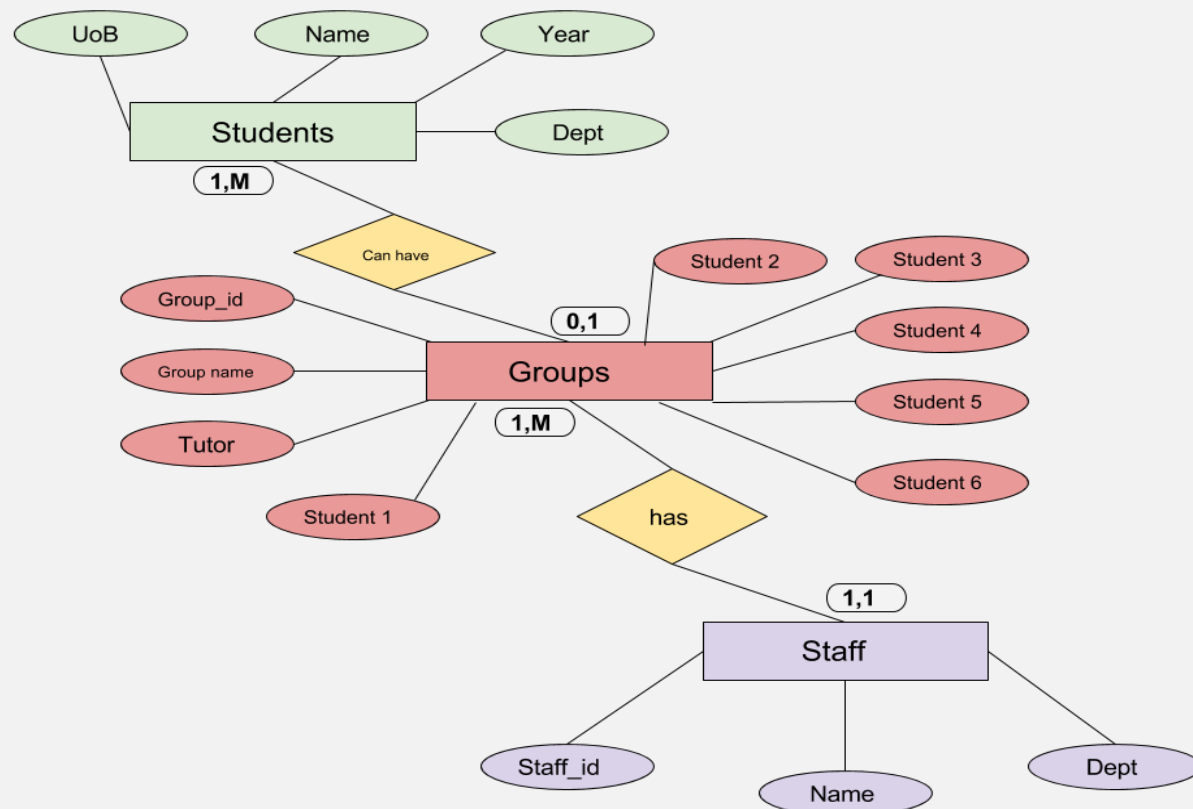 UoB
Name
Year
Students
Dept
1,M
Can have
Student 2
Student 3
Group_id
0,1
Student 4
Groups
Group name
Student 5
1,M
Tutor
Student 6
Student 1
has
1,1
Staff
Staff_id
Name
Dept